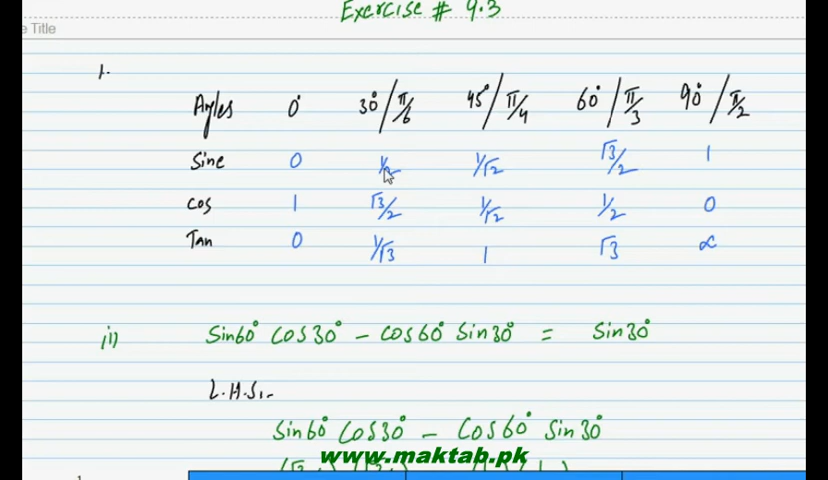 Exercise # 9.3
e Title
1.
Angles 0° 30°/π/6 45°/π/4 60°/π/3 90°/π/2
Sine 0 1/2 1/√2 √3/2 1
cos 1 √3/2 1/√2 1/2 0
Tan 0 1/√3 1 √3 ∝
i) Sin60° Cos30° - Cos60° Sin30° = Sin30°
L.H.S:-
Sin60° Cos30° - Cos60° Sin30°
www.maktab.pk